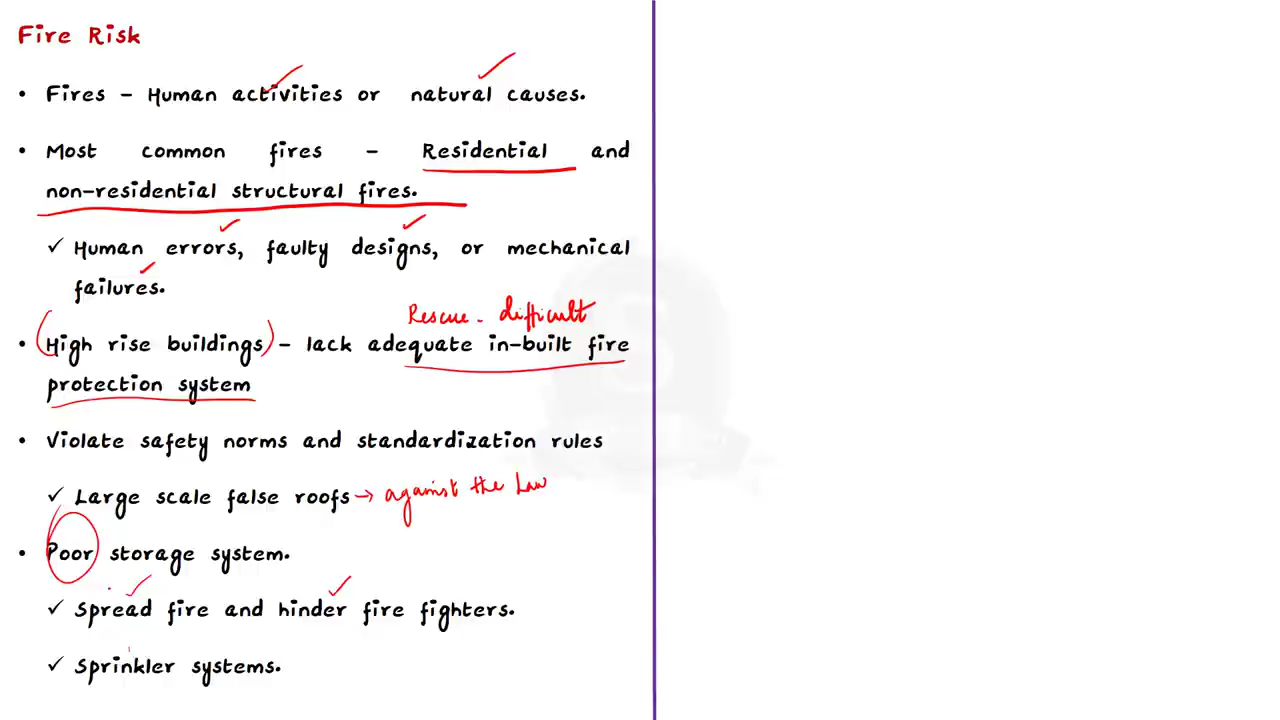 Fire Risk
• Fires - Human activities or natural causes.
• Most common fires - Residential and
non-residential structural fires.
✓ Human errors, faulty designs, or mechanical
failures.
Rescue - difficult
• (High rise buildings) - lack adequate in-built fire
protection system
• Violate safety norms and standardization rules
✓ Large scale false roofs → against the Law
• Poor storage system.
✓ Spread fire and hinder fire fighters.
✓ Sprinkler systems.